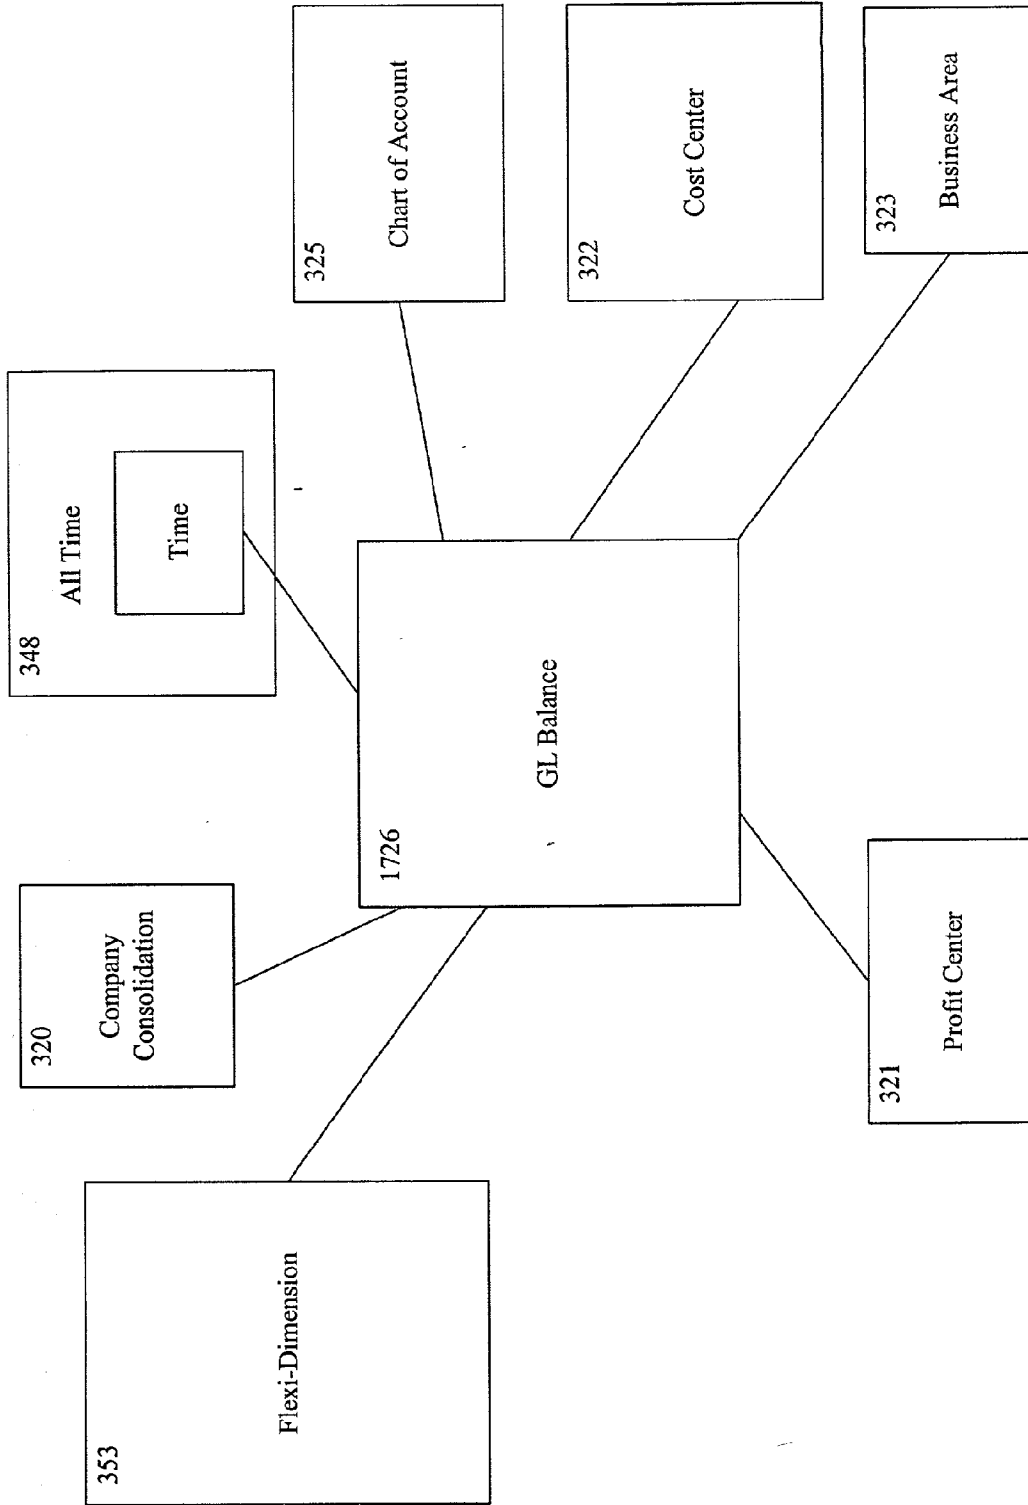 353
Flexi-Dimension
320
Company
Consolidation
348
All Time
Time
325
Chart of Account
1726
GL Balance
322
Cost Center
321
Profit Center
323
Business Area